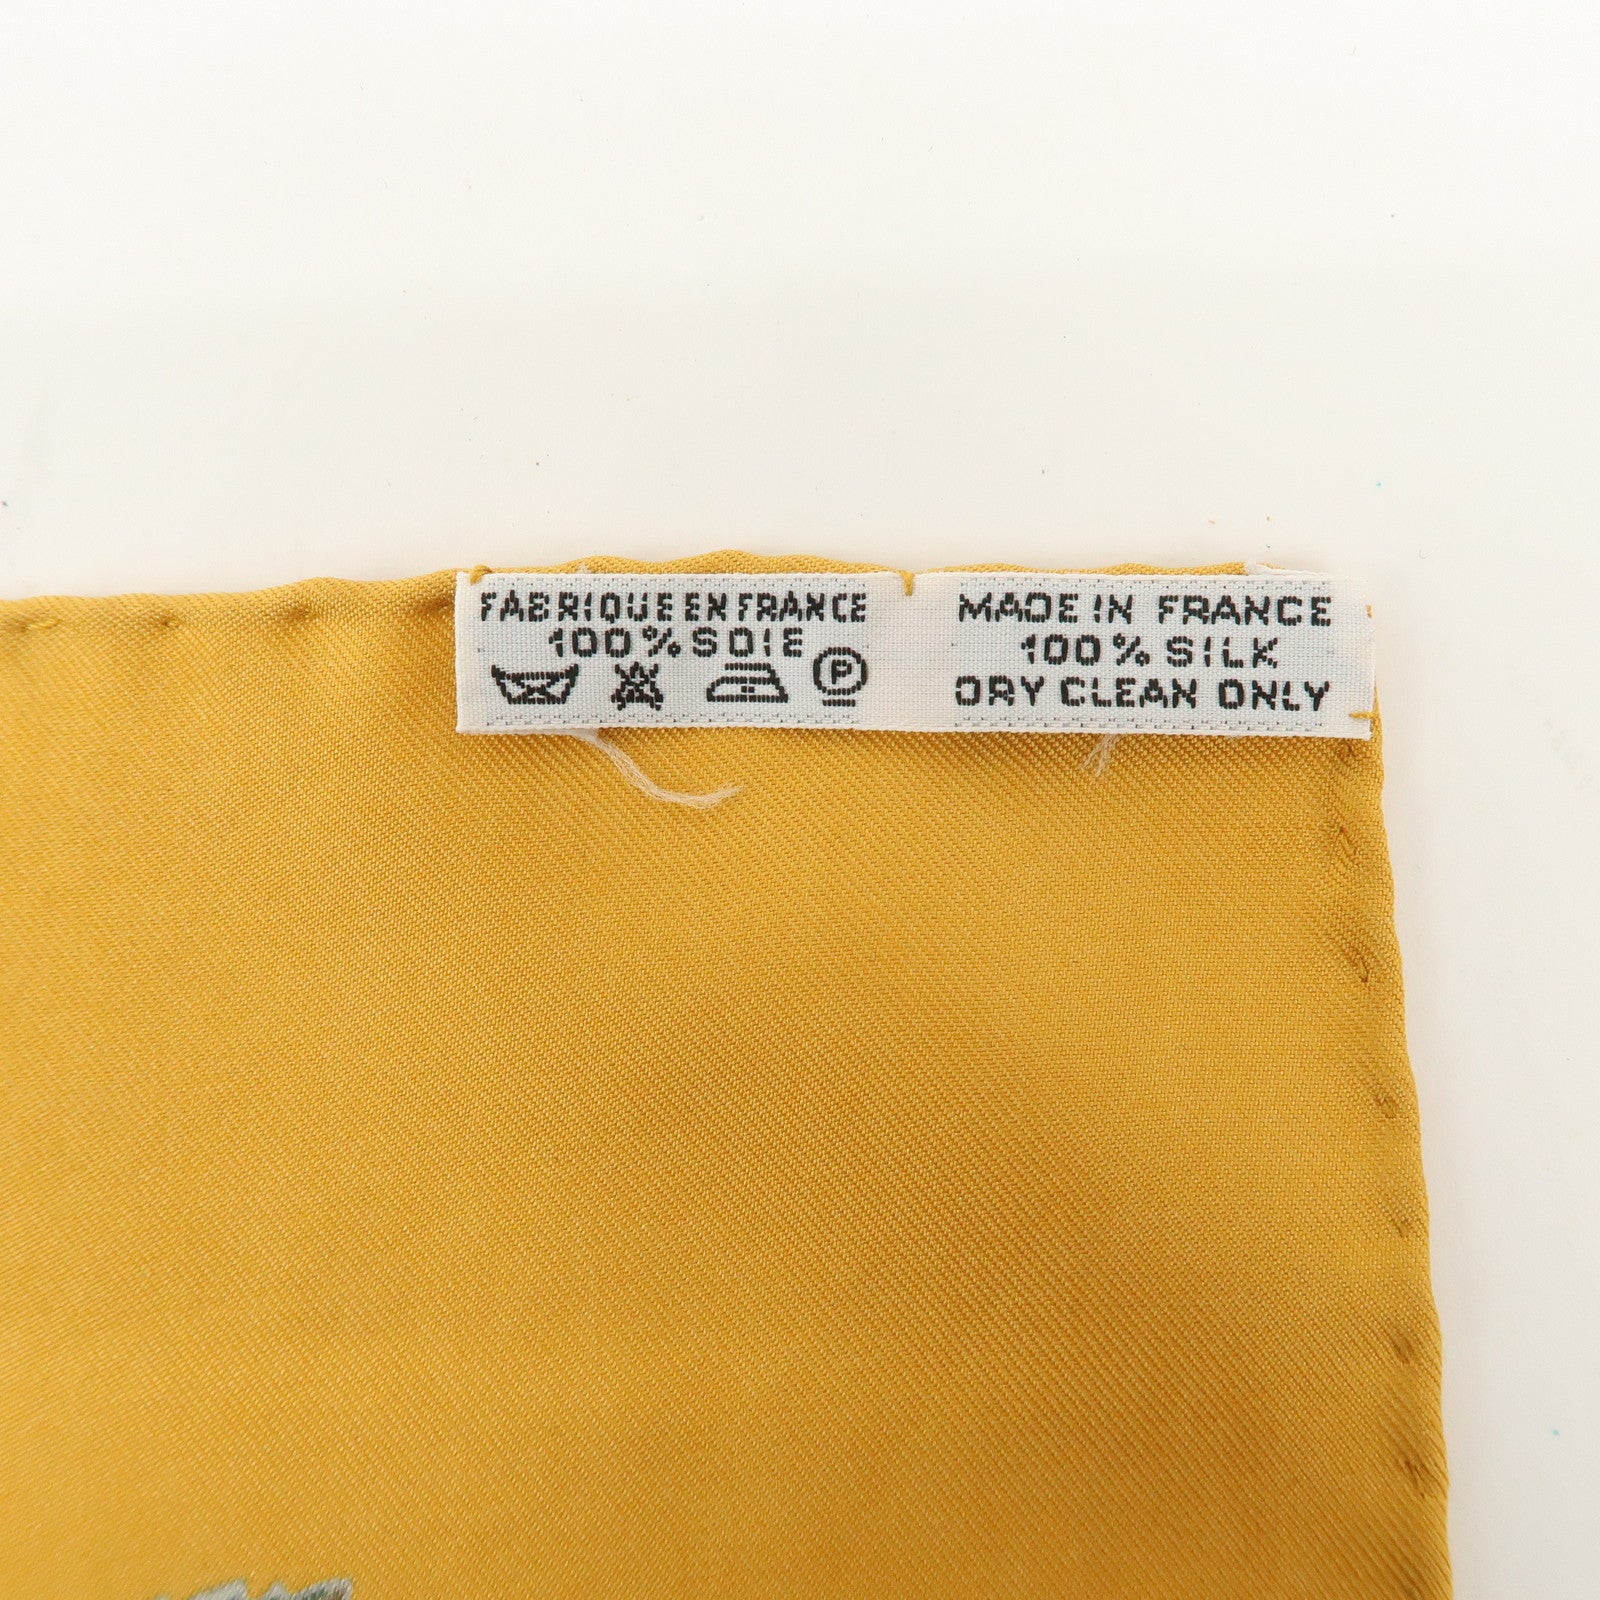 FABRIQUE EN FRANCE
100% SOIE
P
MADE IN FRANCE
100% SILK
DRY CLEAN ONLY